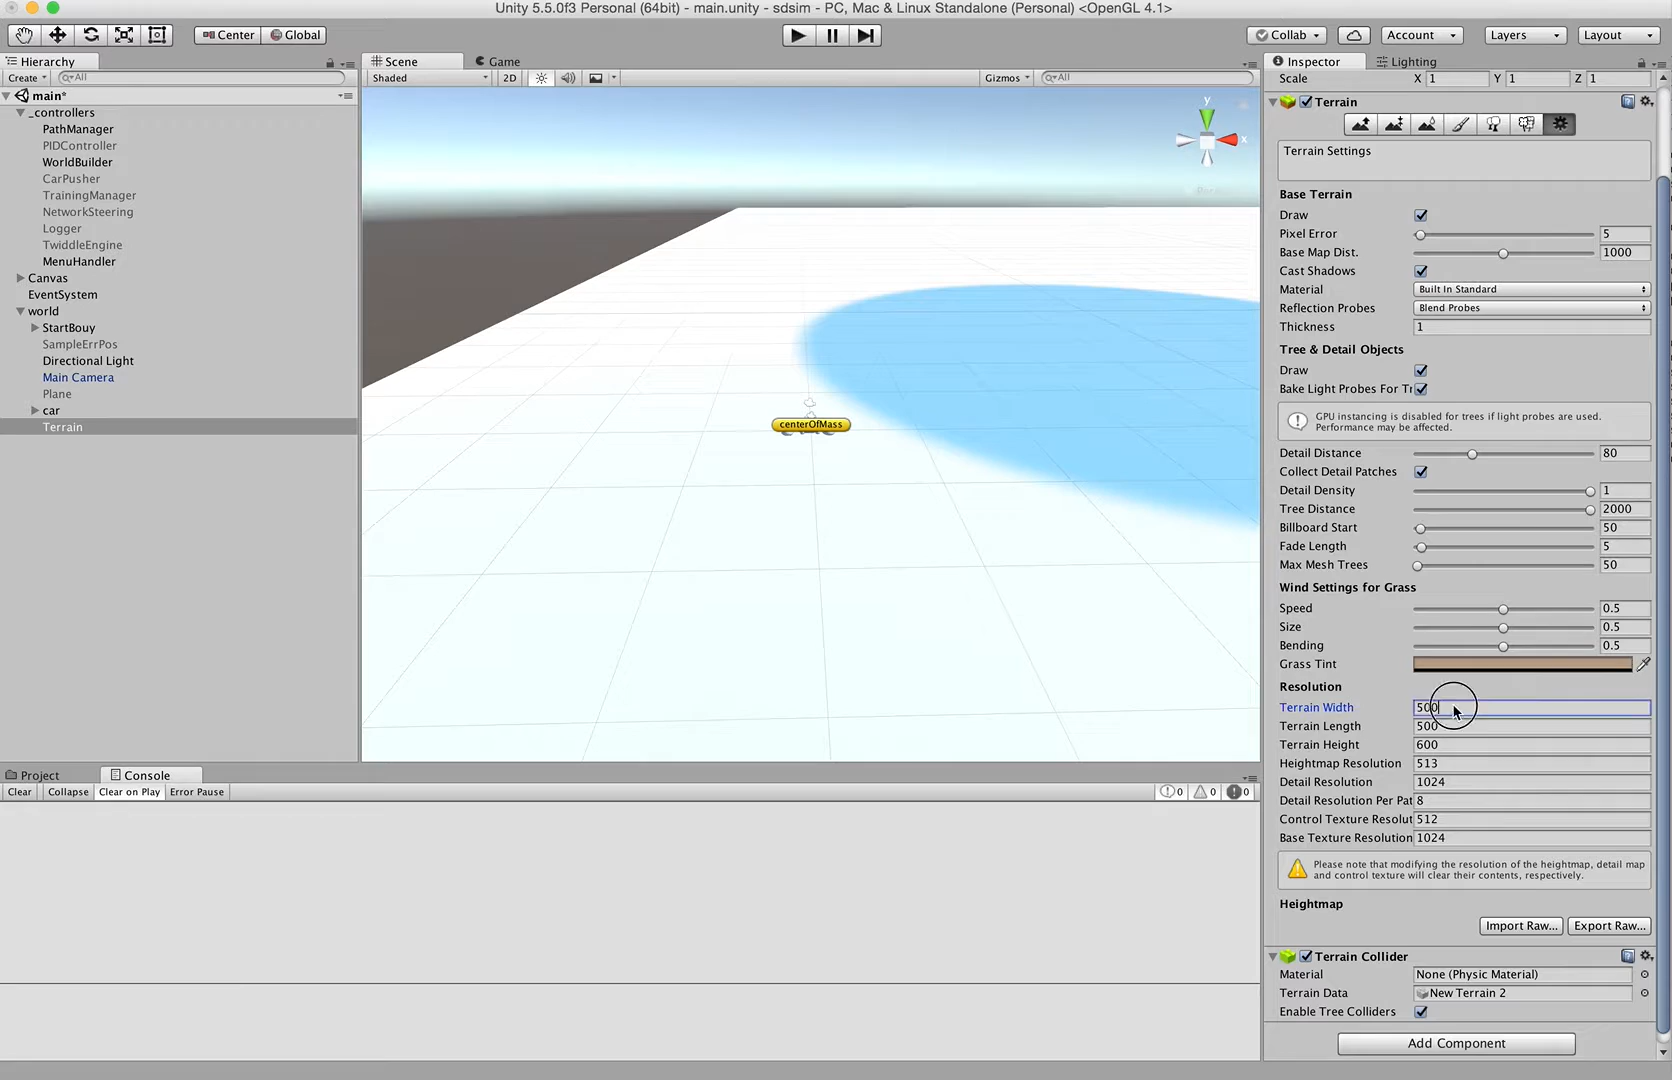 Unity 5.5.0f3 Personal (64bit) - main.unity - sdsim - PC, Mac & Linux Standalone (Personal) <OpenGL 4.1>
Center Global Collab Account Layers Layout
Hierarchy
Create All
main*
_controllers
PathManager
PIDController
WorldBuilder
CarPusher
TrainingManager
NetworkSteering
Logger
TwiddleEngine
MenuHandler
Canvas
EventSystem
world
StartBouy
SampleErrPos
Directional Light
Main Camera
Plane
car
Terrain
Scene Game
Shaded 2D Gizmos All
y
x
centerOfMass
Project Console
Clear Collapse Clear on Play Error Pause 0 0 0
Inspector Lighting
Scale X 1 Y 1 Z 1
Terrain
Terrain Settings
Base Terrain
Draw
Pixel Error 5
Base Map Dist. 1000
Cast Shadows
Material Built In Standard
Reflection Probes Blend Probes
Thickness 1
Tree & Detail Objects
Draw
Bake Light Probes For Tr
GPU instancing is disabled for trees if light probes are used.
Performance may be affected.
Detail Distance 80
Collect Detail Patches
Detail Density 1
Tree Distance 2000
Billboard Start 50
Fade Length 5
Max Mesh Trees 50
Wind Settings for Grass
Speed 0.5
Size 0.5
Bending 0.5
Grass Tint
Resolution
Terrain Width 500
Terrain Length 500
Terrain Height 600
Heightmap Resolution 513
Detail Resolution 1024
Detail Resolution Per Pat 8
Control Texture Resolut 512
Base Texture Resolution 1024
Please note that modifying the resolution of the heightmap, detail map
and control texture will clear their contents, respectively.
Heightmap
Import Raw... Export Raw...
Terrain Collider
Material None (Physic Material)
Terrain Data New Terrain 2
Enable Tree Colliders
Add Component